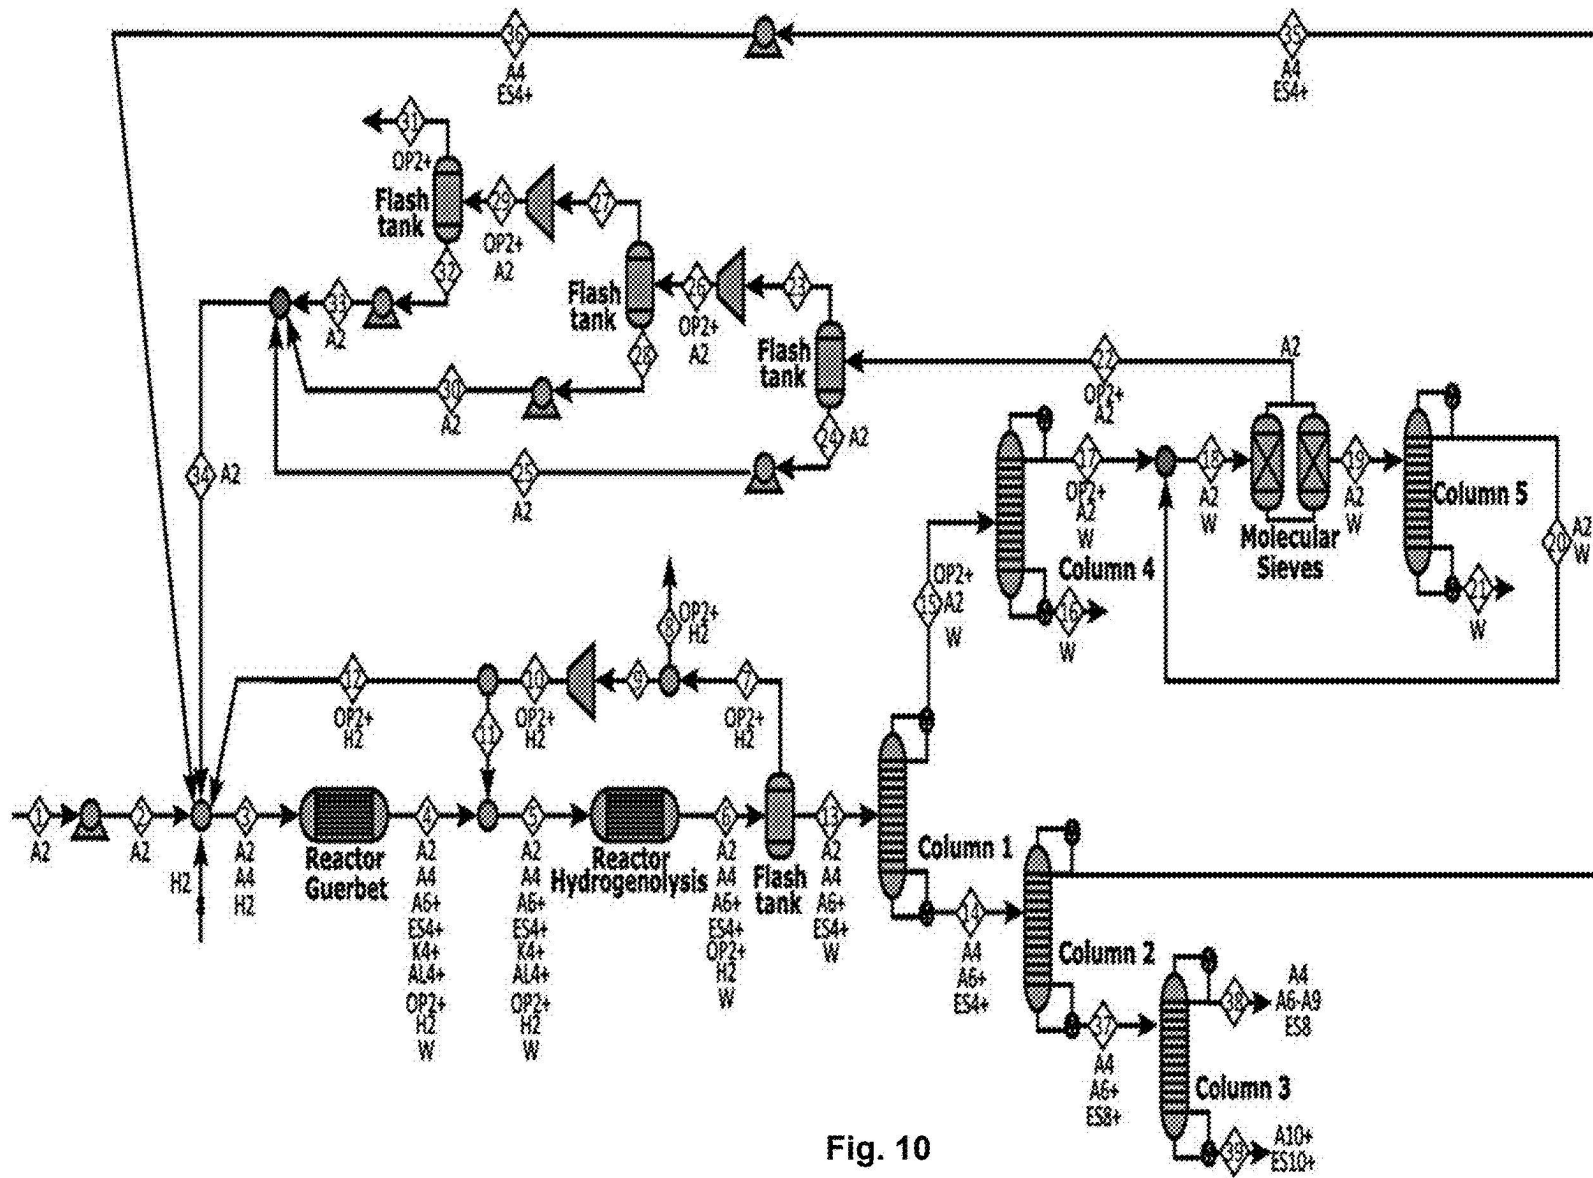 36
A4
ES4+
35
A4
ES4+
31
OP2+
Flash
tank
29
OP2+
A2
27
32
Flash
tank
26
OP2+
A2
23
33
A2
28
Flash
tank
22
OP2+
A2
A2
30
A2
24
A2
25
A2
34
A2
17
OP2+
A2
W
18
A2
W
Molecular
Sieves
19
A2
W
Column 5
20
A2
W
21
W
Column 4
16
W
15
OP2+
A2
W
8
OP2+
H2
12
OP2+
H2
10
OP2+
H2
9
7
OP2+
H2
11
1
A2
2
A2
H2
3
A2
A4
H2
Reactor
Guerbet
4
A2
A4
A6+
ES4+
K4+
AL4+
OP2+
H2
W
5
A2
A4
A6+
ES4+
K4+
AL4+
OP2+
H2
W
Reactor
Hydrogenolysis
6
A2
A4
A6+
ES4+
OP2+
H2
W
Flash
tank
13
A2
A4
A6+
ES4+
W
Column 1
14
A4
A6+
ES4+
Column 2
37
A4
A6+
ES8+
38
A4
A6-A9
ES8
Column 3
39
A10+
ES10+
Fig. 10